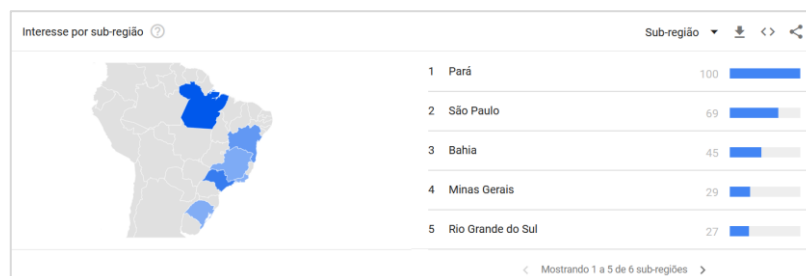 Interesse por sub-região
Sub-região
1 Pará 100
2 São Paulo 69
3 Bahia 45
4 Minas Gerais 29
5 Rio Grande do Sul 27
Mostrando 1 a 5 de 6 sub-regiões